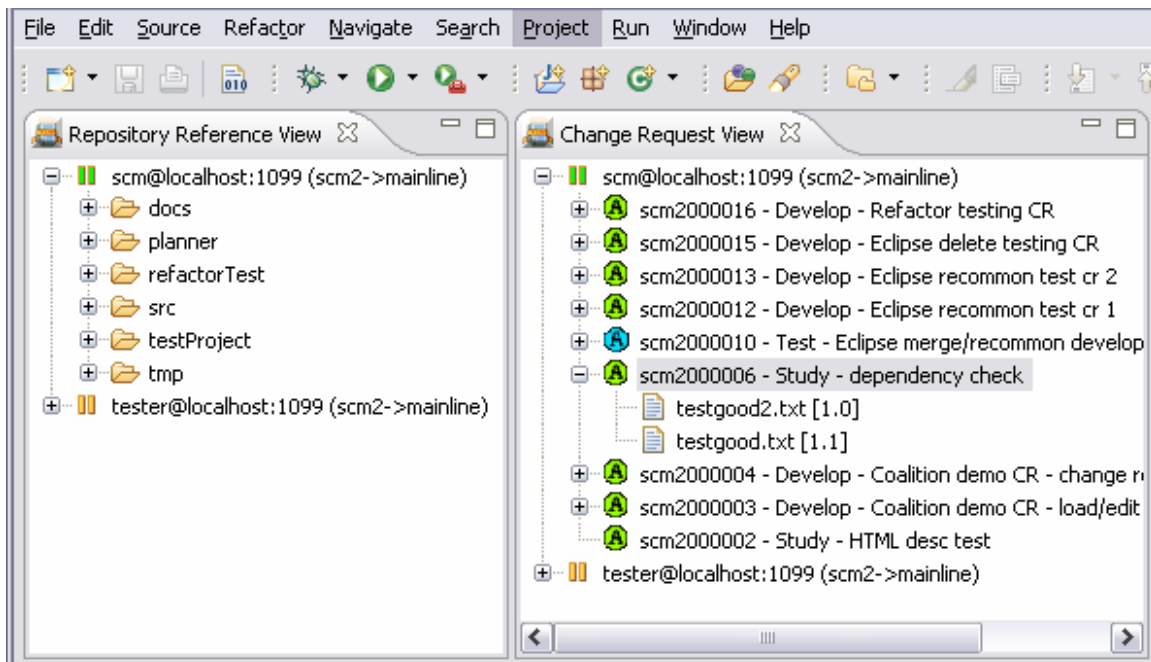 File Edit Source Refactor Navigate Search Project Run Window Help
010
Repository Reference View
scm@localhost:1099 (scm2->mainline)
docs
planner
refactorTest
src
testProject
tmp
tester@localhost:1099 (scm2->mainline)
Change Request View
scm@localhost:1099 (scm2->mainline)
A scm2000016 - Develop - Refactor testing CR
A scm2000015 - Develop - Eclipse delete testing CR
A scm2000013 - Develop - Eclipse recommon test cr 2
A scm2000012 - Develop - Eclipse recommon test cr 1
A scm2000010 - Test - Eclipse merge/recommon develop
A scm2000006 - Study - dependency check
testgood2.txt [1.0]
testgood.txt [1.1]
A scm2000004 - Develop - Coalition demo CR - change r
A scm2000003 - Develop - Coalition demo CR - load/edit
A scm2000002 - Study - HTML desc test
tester@localhost:1099 (scm2->mainline)